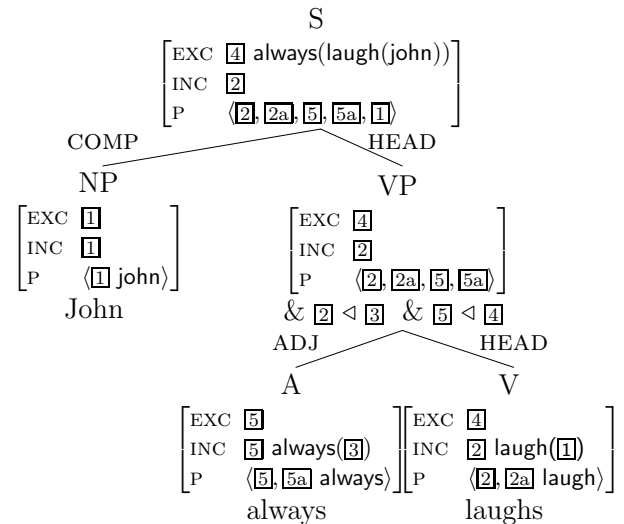 S
EXC 4 always(laugh(john))
INC 2
P ⟨2, 2a, 5, 5a, 1⟩
COMP HEAD
NP VP
EXC 1 EXC 4
INC 1 INC 2
P ⟨1 john⟩ P ⟨2, 2a, 5, 5a⟩
John & 2 ◁ 3 & 5 ◁ 4
ADJ HEAD
A V
EXC 5 EXC 4
INC 5 always(3) INC 2 laugh(1)
P ⟨5, 5a always⟩ P ⟨2, 2a laugh⟩
always laughs